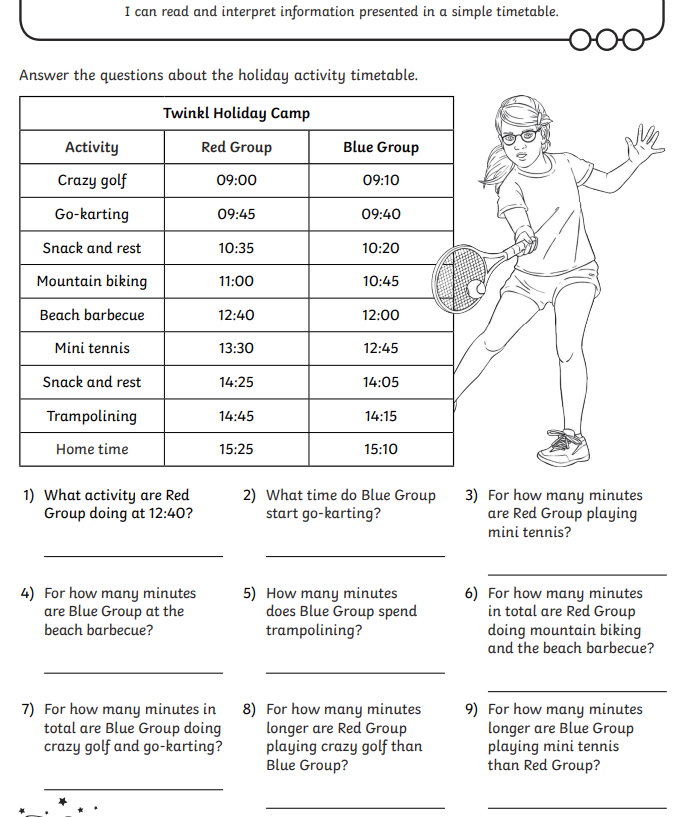 I can read and interpret information presented in a simple timetable.
Answer the questions about the holiday activity timetable.
Twinkl Holiday Camp
Activity Red Group Blue Group
Crazy golf 09:00 09:10
Go-karting 09:45 09:40
Snack and rest 10:35 10:20
Mountain biking 11:00 10:45
Beach barbecue 12:40 12:00
Mini tennis 13:30 12:45
Snack and rest 14:25 14:05
Trampolining 14:45 14:15
Home time 15:25 15:10
1) What activity are Red
Group doing at 12:40?
2) What time do Blue Group
start go-karting?
3) For how many minutes
are Red Group playing
mini tennis?
4) For how many minutes
are Blue Group at the
beach barbecue?
5) How many minutes
does Blue Group spend
trampolining?
6) For how many minutes
in total are Red Group
doing mountain biking
and the beach barbecue?
7) For how many minutes in
total are Blue Group doing
crazy golf and go-karting?
8) For how many minutes
longer are Red Group
playing crazy golf than
Blue Group?
9) For how many minutes
longer are Blue Group
playing mini tennis
than Red Group?